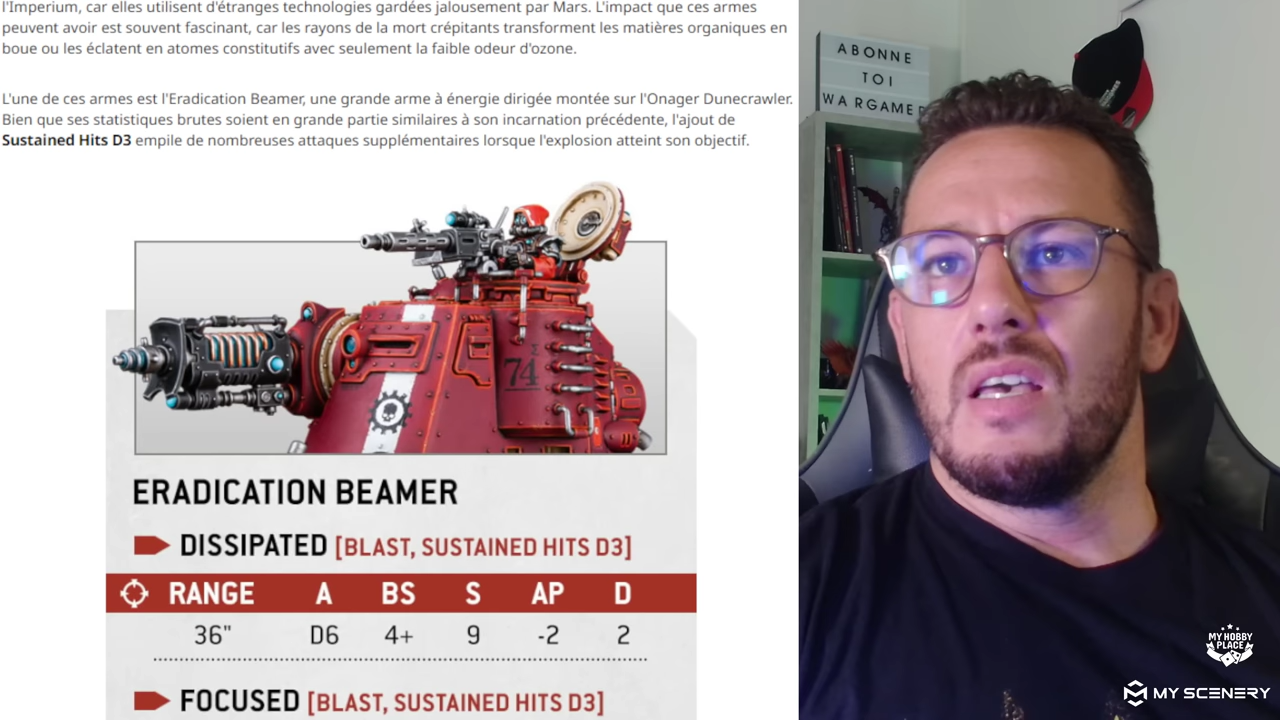 l'Imperium, car elles utilisent d'étranges technologies gardées jalousement par Mars. L'impact que ces armes
peuvent avoir est souvent fascinant, car les rayons de la mort crépitants transforment les matières organiques en
boue ou les éclatent en atomes constitutifs avec seulement la faible odeur d'ozone.
L'une de ces armes est l'Eradication Beamer, une grande arme à énergie dirigée montée sur l'Onager Dunecrawler.
Bien que ses statistiques brutes soient en grande partie similaires à son incarnation précédente, l'ajout de
Sustained Hits D3 empile de nombreuses attaques supplémentaires lorsque l'explosion atteint son objectif.
74
ERADICATION BEAMER
DISSIPATED [BLAST, SUSTAINED HITS D3]
RANGE A BS S AP D
36" D6 4+ 9 -2 2
FOCUSED [BLAST, SUSTAINED HITS D3]
ABONNE
TOI
WARGAMER
MY HOBBY
PLACE
MY SCENERY